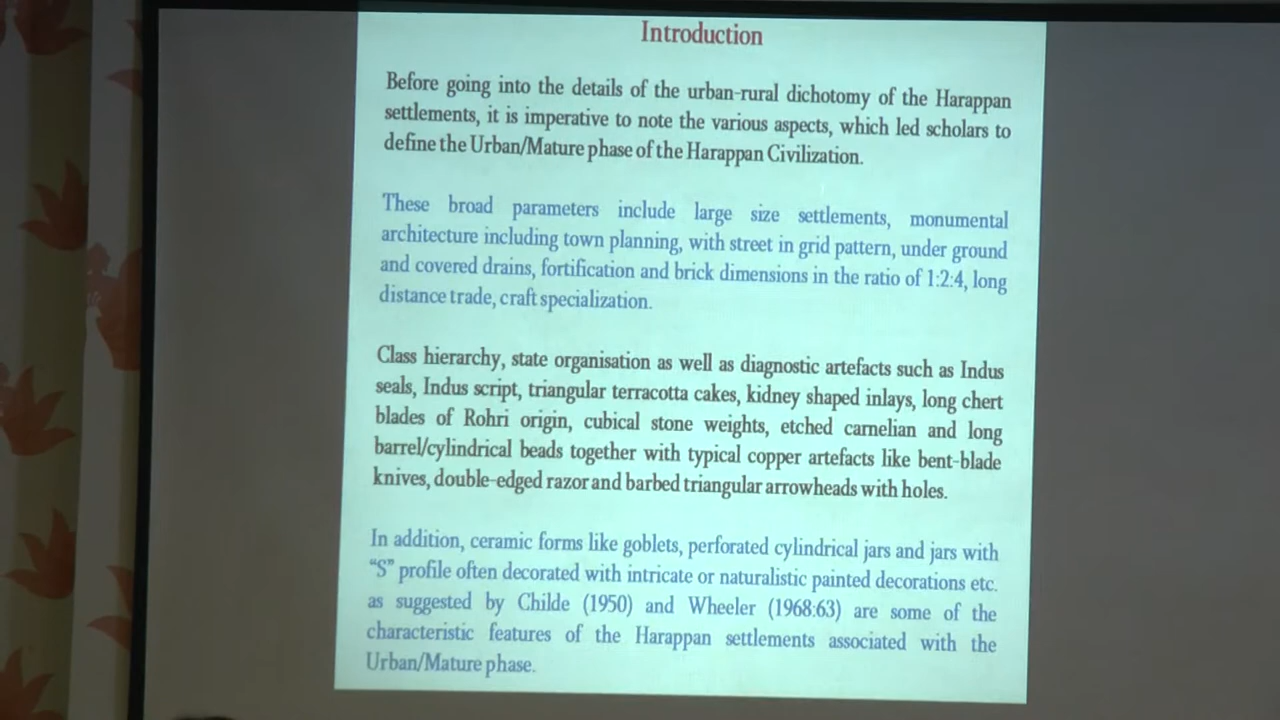 Introduction
Before going into the details of the urban-rural dichotomy of the Harappan
settlements, it is imperative to note the various aspects, which led scholars to
define the Urban/Mature phase of the Harappan Civilization.
These broad parameters include large size settlements, monumental
architecture including town planning, with street in grid pattern, under ground
and covered drains, fortification and brick dimensions in the ratio of 1:2:4, long
distance trade, craft specialization.
Class hierarchy, state organisation as well as diagnostic artefacts such as Indus
seals, Indus script, triangular terracotta cakes, kidney shaped inlays, long chert
blades of Rohri origin, cubical stone weights, etched carnelian and long
barrel/cylindrical beads together with typical copper artefacts like bent-blade
knives, double-edged razor and barbed triangular arrowheads with holes.
In addition, ceramic forms like goblets, perforated cylindrical jars and jars with
“S” profile often decorated with intricate or naturalistic painted decorations etc.
as suggested by Childe (1950) and Wheeler (1968:63) are some of the
characteristic features of the Harappan settlements associated with the
Urban/Mature phase.